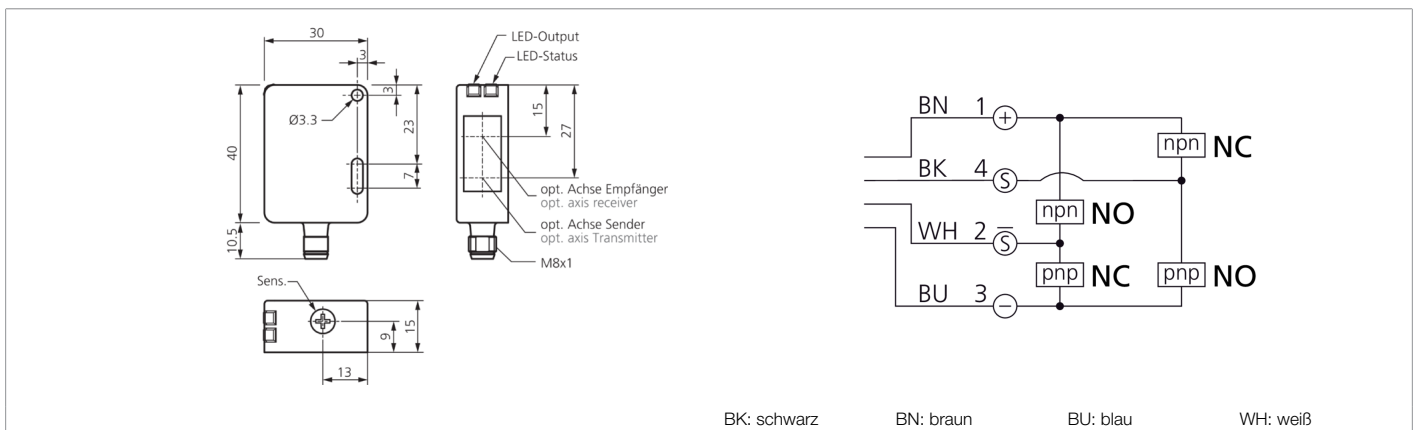 30
3
3
Ø3.3
23
40
7
10.5
LED-Output
LED-Status
15
27
opt. Achse Empfänger
opt. axis receiver
opt. Achse Sender
opt. axis Transmitter
M8x1
Sens.
9
15
13
BN 1 +
npn NC
BK 4 S
npn NO
WH 2 S̅
pnp NC
pnp NO
BU 3 −
BK: schwarz BN: braun BU: blau WH: weiß